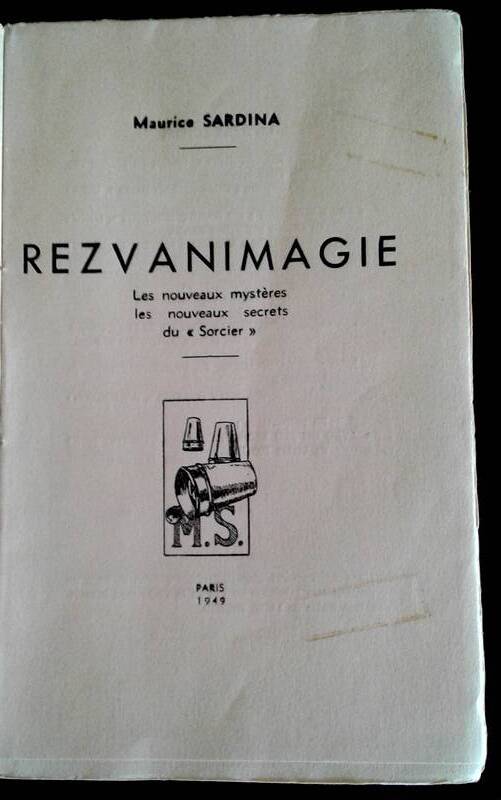 Maurice SARDINA
REZVANIMAGIE
Les nouveaux mystères
les nouveaux secrets
du « Sorcier »
M.S.
PARIS
1949